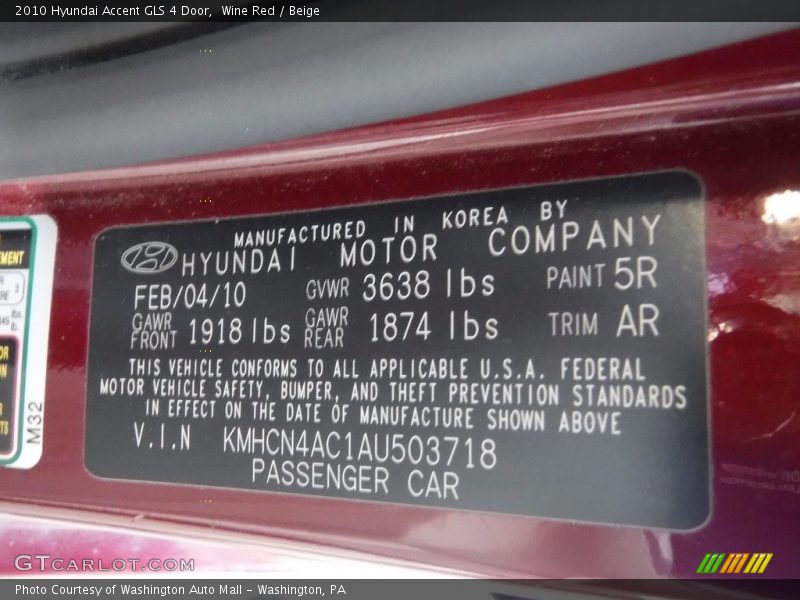 2010 Hyundai Accent GLS 4 Door,  Wine Red / Beige
MANUFACTURED IN KOREA BY
HYUNDAI MOTOR COMPANY
FEB/04/10 GVWR 3638 lbs PAINT 5R
GAWR FRONT 1918 lbs GAWR REAR 1874 lbs TRIM AR
THIS VEHICLE CONFORMS TO ALL APPLICABLE U.S.A. FEDERAL
MOTOR VEHICLE SAFETY, BUMPER, AND THEFT PREVENTION STANDARDS
IN EFFECT ON THE DATE OF MANUFACTURE SHOWN ABOVE
V.I.N KMHCN4AC1AU503718
PASSENGER CAR
M32
GTCARLOT.COM
Photo Courtesy of Washington Auto Mall - Washington, PA